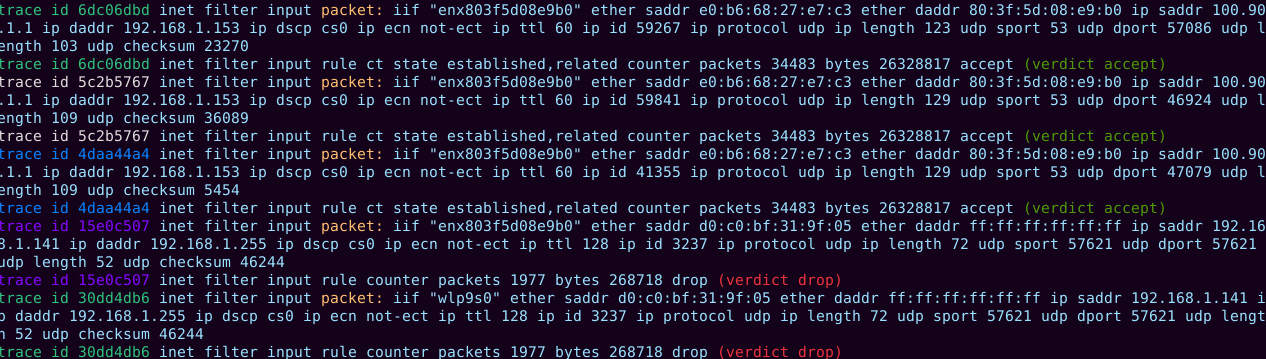 trace id 6dc06dbd inet filter input packet: iif "enx803f5d08e9b0" ether saddr e0:b6:68:27:e7:c3 ether daddr 80:3f:5d:08:e9:b0 ip saddr 100.90
.1.1 ip daddr 192.168.1.153 ip dscp cs0 ip ecn not-ect ip ttl 60 ip id 59267 ip protocol udp ip length 123 udp sport 53 udp dport 57086 udp l
ength 103 udp checksum 23270
trace id 6dc06dbd inet filter input rule ct state established,related counter packets 34483 bytes 26328817 accept (verdict accept)
trace id 5c2b5767 inet filter input packet: iif "enx803f5d08e9b0" ether saddr e0:b6:68:27:e7:c3 ether daddr 80:3f:5d:08:e9:b0 ip saddr 100.90
.1.1 ip daddr 192.168.1.153 ip dscp cs0 ip ecn not-ect ip ttl 60 ip id 59841 ip protocol udp ip length 129 udp sport 53 udp dport 46924 udp l
ength 109 udp checksum 36089
trace id 5c2b5767 inet filter input rule ct state established,related counter packets 34483 bytes 26328817 accept (verdict accept)
trace id 4daa44a4 inet filter input packet: iif "enx803f5d08e9b0" ether saddr e0:b6:68:27:e7:c3 ether daddr 80:3f:5d:08:e9:b0 ip saddr 100.90
.1.1 ip daddr 192.168.1.153 ip dscp cs0 ip ecn not-ect ip ttl 60 ip id 41355 ip protocol udp ip length 129 udp sport 53 udp dport 47079 udp l
ength 109 udp checksum 5454
trace id 4daa44a4 inet filter input rule ct state established,related counter packets 34483 bytes 26328817 accept (verdict accept)
trace id 15e0c507 inet filter input packet: iif "enx803f5d08e9b0" ether saddr d0:c0:bf:31:9f:05 ether daddr ff:ff:ff:ff:ff:ff ip saddr 192.16
8.1.141 ip daddr 192.168.1.255 ip dscp cs0 ip ecn not-ect ip ttl 128 ip id 3237 ip protocol udp ip length 72 udp sport 57621 udp dport 57621
udp length 52 udp checksum 46244
trace id 15e0c507 inet filter input rule counter packets 1977 bytes 268718 drop (verdict drop)
trace id 30dd4db6 inet filter input packet: iif "wlp9s0" ether saddr d0:c0:bf:31:9f:05 ether daddr ff:ff:ff:ff:ff:ff ip saddr 192.168.1.141 i
p daddr 192.168.1.255 ip dscp cs0 ip ecn not-ect ip ttl 128 ip id 3237 ip protocol udp ip length 72 udp sport 57621 udp dport 57621 udp lengt
h 52 udp checksum 46244
trace id 30dd4db6 inet filter input rule counter packets 1977 bytes 268718 drop (verdict drop)